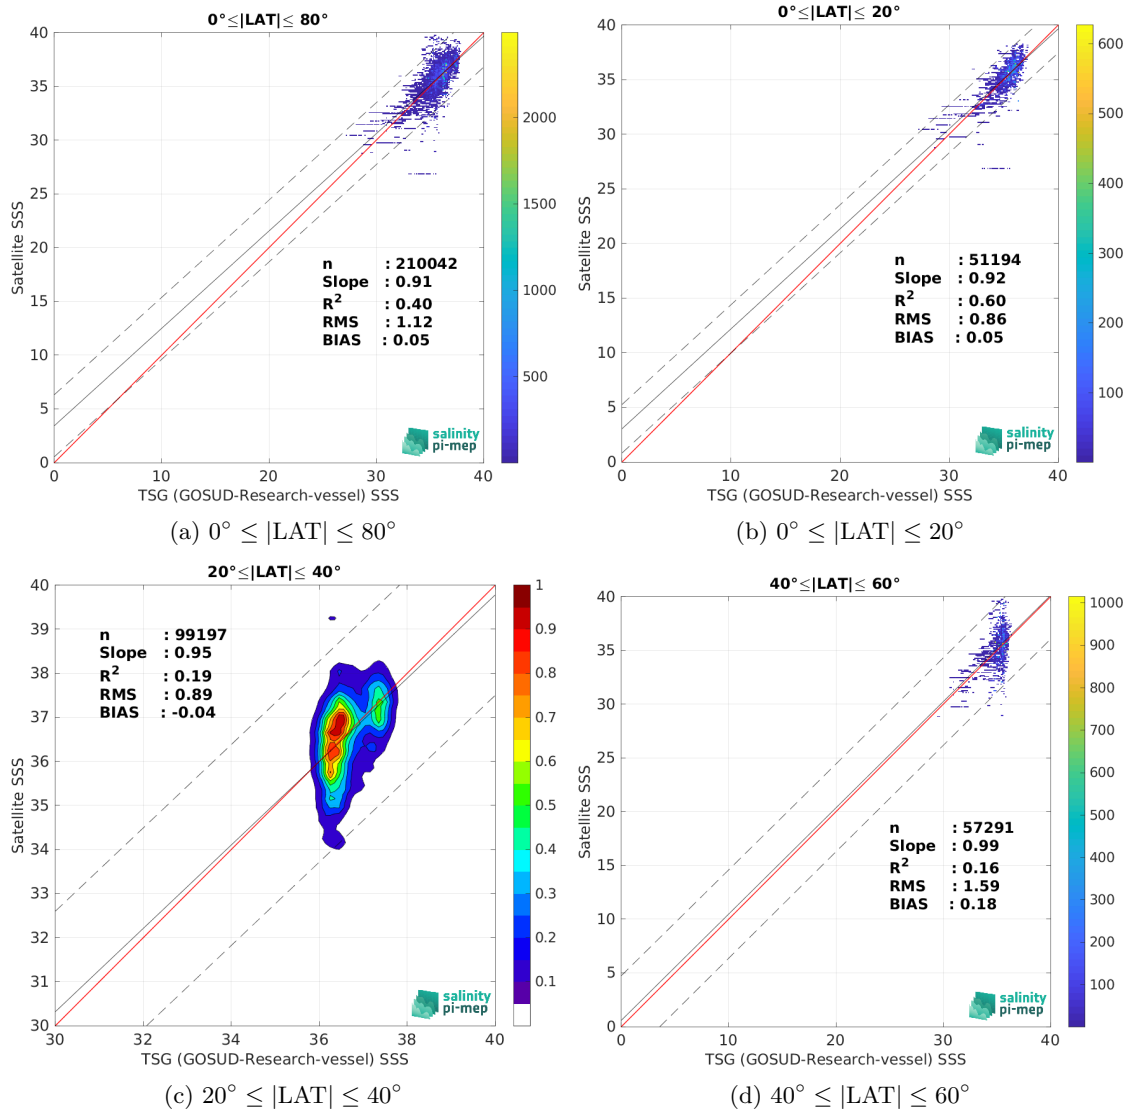 0°≤|LAT|≤ 80°
40
35
30
25
20
15
10
5
0
Satellite SSS
n : 210042
Slope : 0.91
R² : 0.40
RMS : 1.12
BIAS : 0.05
salinity
pi-mep
0 10 20 30 40
TSG (GOSUD-Research-vessel) SSS
2000
1500
1000
500
(a) 0° ≤ |LAT| ≤ 80°
0°≤|LAT|≤ 20°
40
35
30
25
20
15
10
5
0
Satellite SSS
n : 51194
Slope : 0.92
R² : 0.60
RMS : 0.86
BIAS : 0.05
salinity
pi-mep
0 10 20 30 40
TSG (GOSUD-Research-vessel) SSS
600
500
400
300
200
100
(b) 0° ≤ |LAT| ≤ 20°
20°≤|LAT|≤ 40°
40
39
38
37
36
35
34
33
32
31
30
Satellite SSS
n : 99197
Slope : 0.95
R² : 0.19
RMS : 0.89
BIAS : -0.04
salinity
pi-mep
30 32 34 36 38 40
TSG (GOSUD-Research-vessel) SSS
1
0.9
0.8
0.7
0.6
0.5
0.4
0.3
0.2
0.1
(c) 20° ≤ |LAT| ≤ 40°
40°≤|LAT|≤ 60°
40
35
30
25
20
15
10
5
0
Satellite SSS
n : 57291
Slope : 0.99
R² : 0.16
RMS : 1.59
BIAS : 0.18
salinity
pi-mep
0 10 20 30 40
TSG (GOSUD-Research-vessel) SSS
1000
900
800
700
600
500
400
300
200
100
(d) 40° ≤ |LAT| ≤ 60°